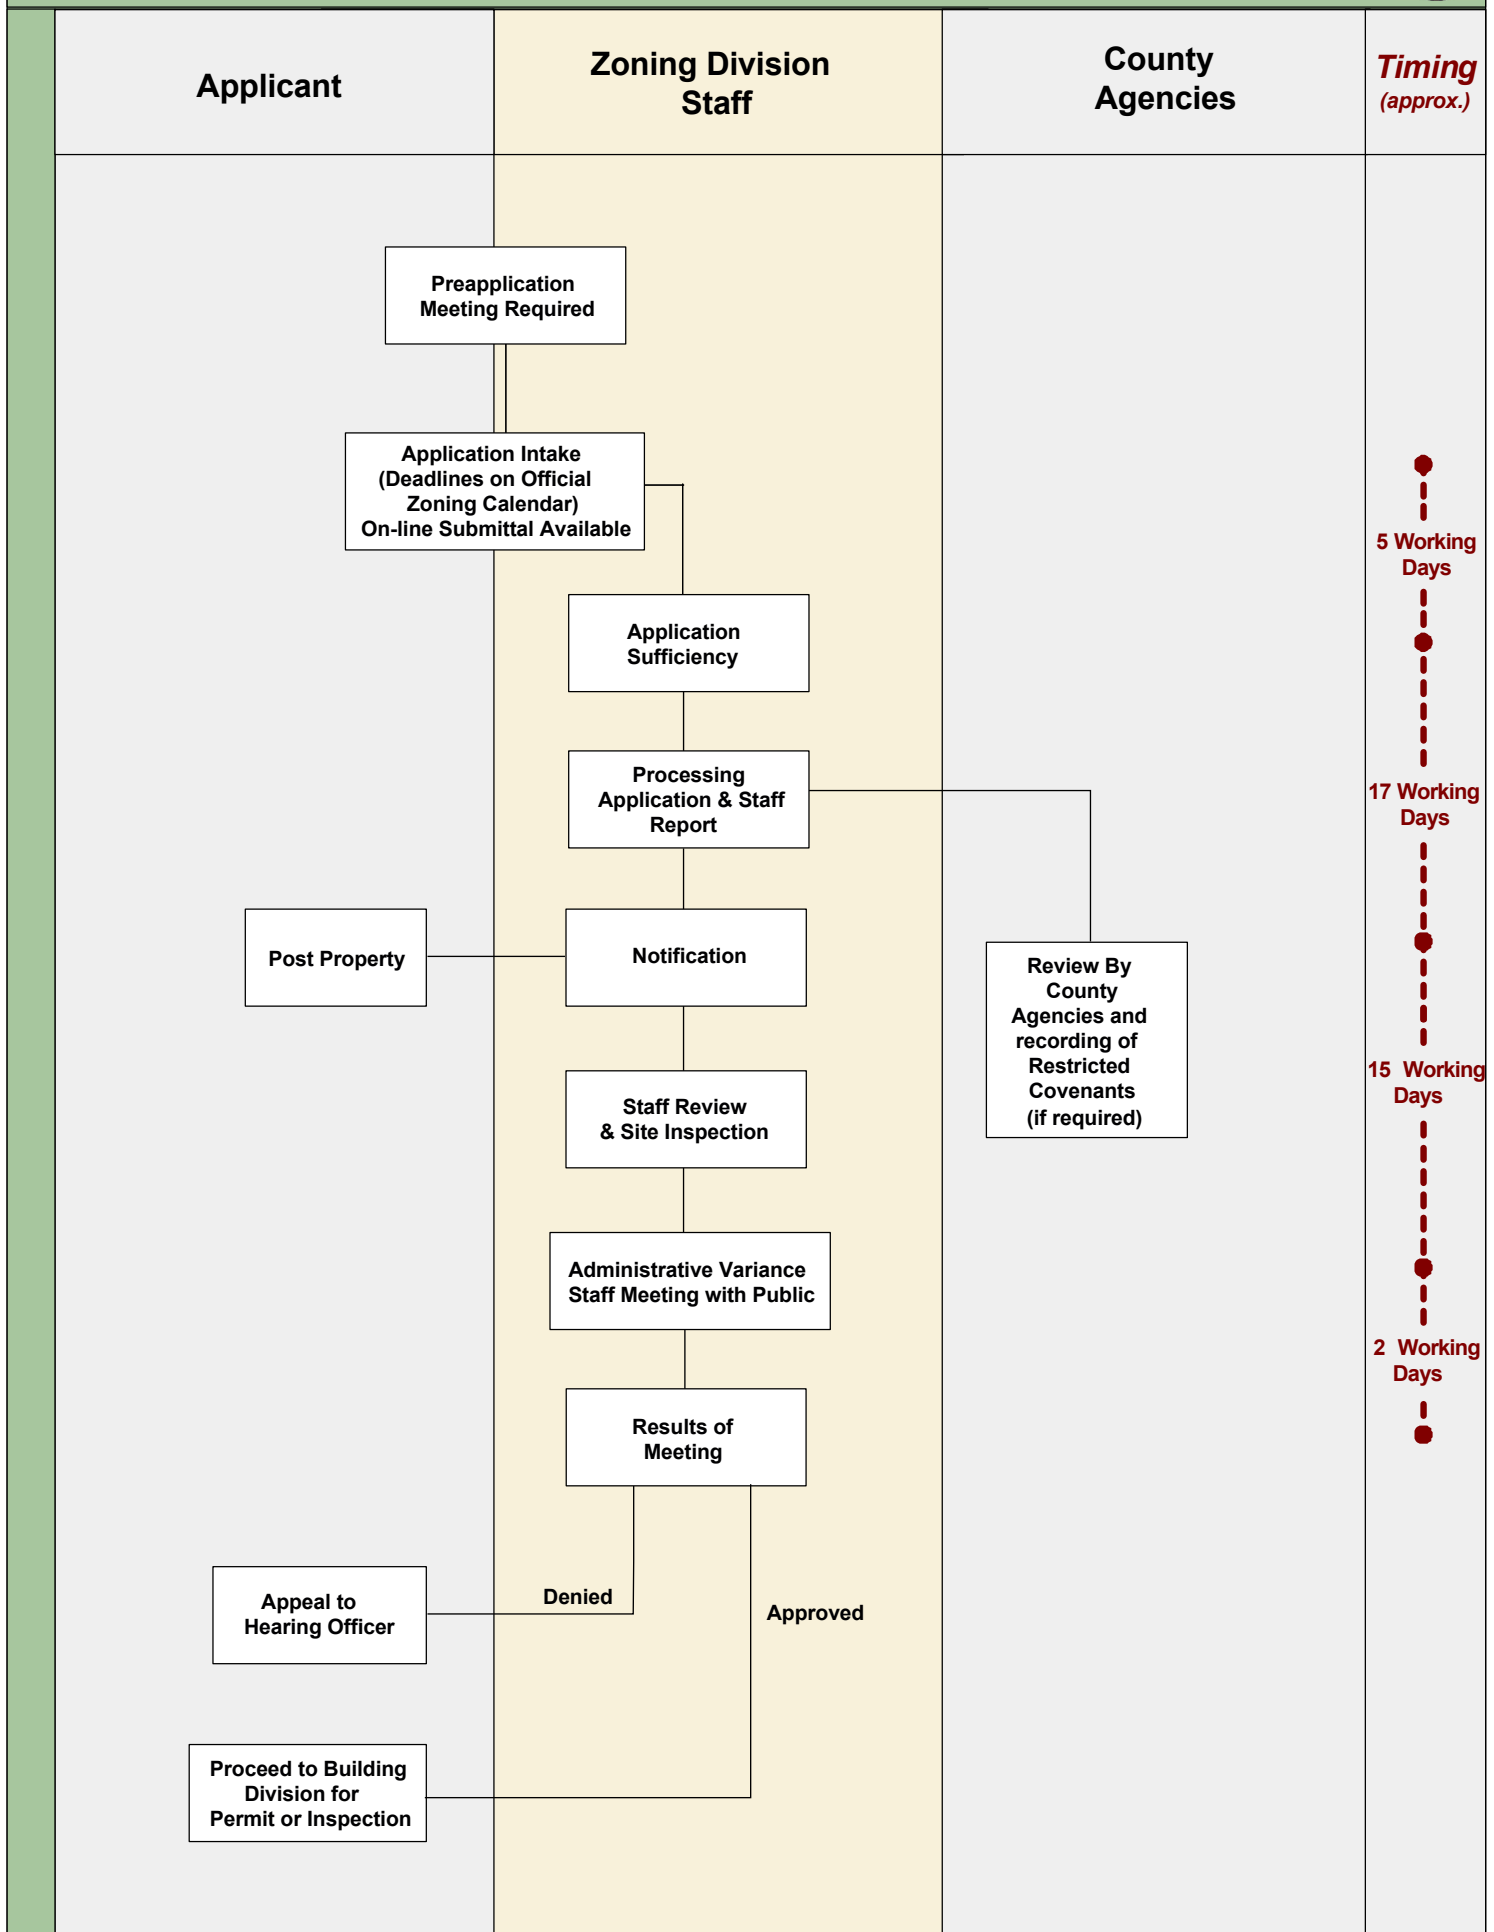 Applicant
Zoning Division
Staff
County
Agencies
Timing
(approx.)
Preapplication
Meeting Required
Application Intake
(Deadlines on Official
Zoning Calendar)
On-line Submittal Available
5 Working
Days
Application
Sufficiency
Processing
Application & Staff
Report
17 Working
Days
Post Property
Notification
Review By
County
Agencies and
recording of
Restricted
Covenants
(if required)
15 Working
Days
Staff Review
& Site Inspection
Administrative Variance
Staff Meeting with Public
2 Working
Days
Results of
Meeting
Denied
Approved
Appeal to
Hearing Officer
Proceed to Building
Division for
Permit or Inspection